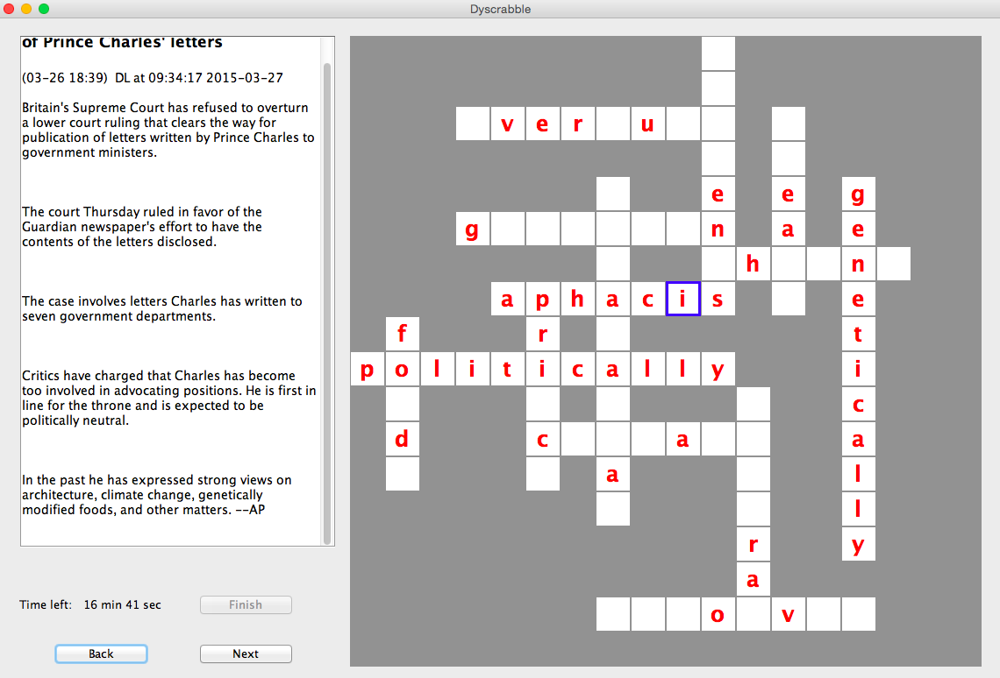 Dyscrabble
of Prince Charles' letters
(03-26 18:39) DL at 09:34:17 2015-03-27
Britain's Supreme Court has refused to overturn
a lower court ruling that clears the way for
publication of letters written by Prince Charles to
government ministers.
The court Thursday ruled in favor of the
Guardian newspaper's effort to have the
contents of the letters disclosed.
The case involves letters Charles has written to
seven government departments.
Critics have charged that Charles has become
too involved in advocating positions. He is first in
line for the throne and is expected to be
politically neutral.
In the past he has expressed strong views on
architecture, climate change, genetically
modified foods, and other matters. --AP
Time left: 16 min 41 sec
Finish
Back
Next
v e r u
e e g
g n a e
h n
a p h a c i s e
f r t
p o l i t i c a l l y i
c
d c a a
a l
l
r y
a
o v